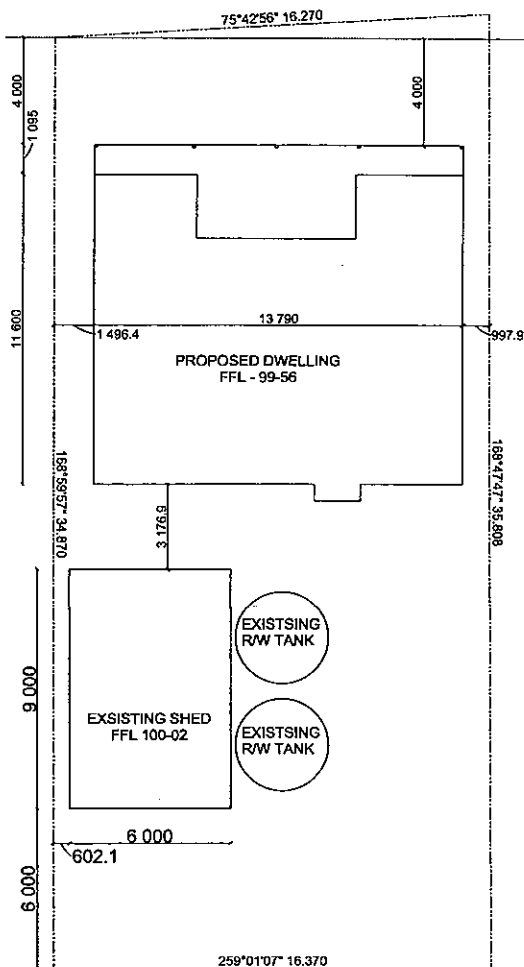 75°42'56" 16.270
4 000
1 095
4 000
11 600
13 790
1 496.4
997.9
PROPOSED DWELLING
FFL - 99-56
168°59'57" 34.870
168°47'47" 35.808
3 176.9
EXISTSING
R/W TANK
9 000
EXSISTING SHED
FFL 100-02
EXISTSING
R/W TANK
6 000
602.1
6 000
259°01'07" 16.370